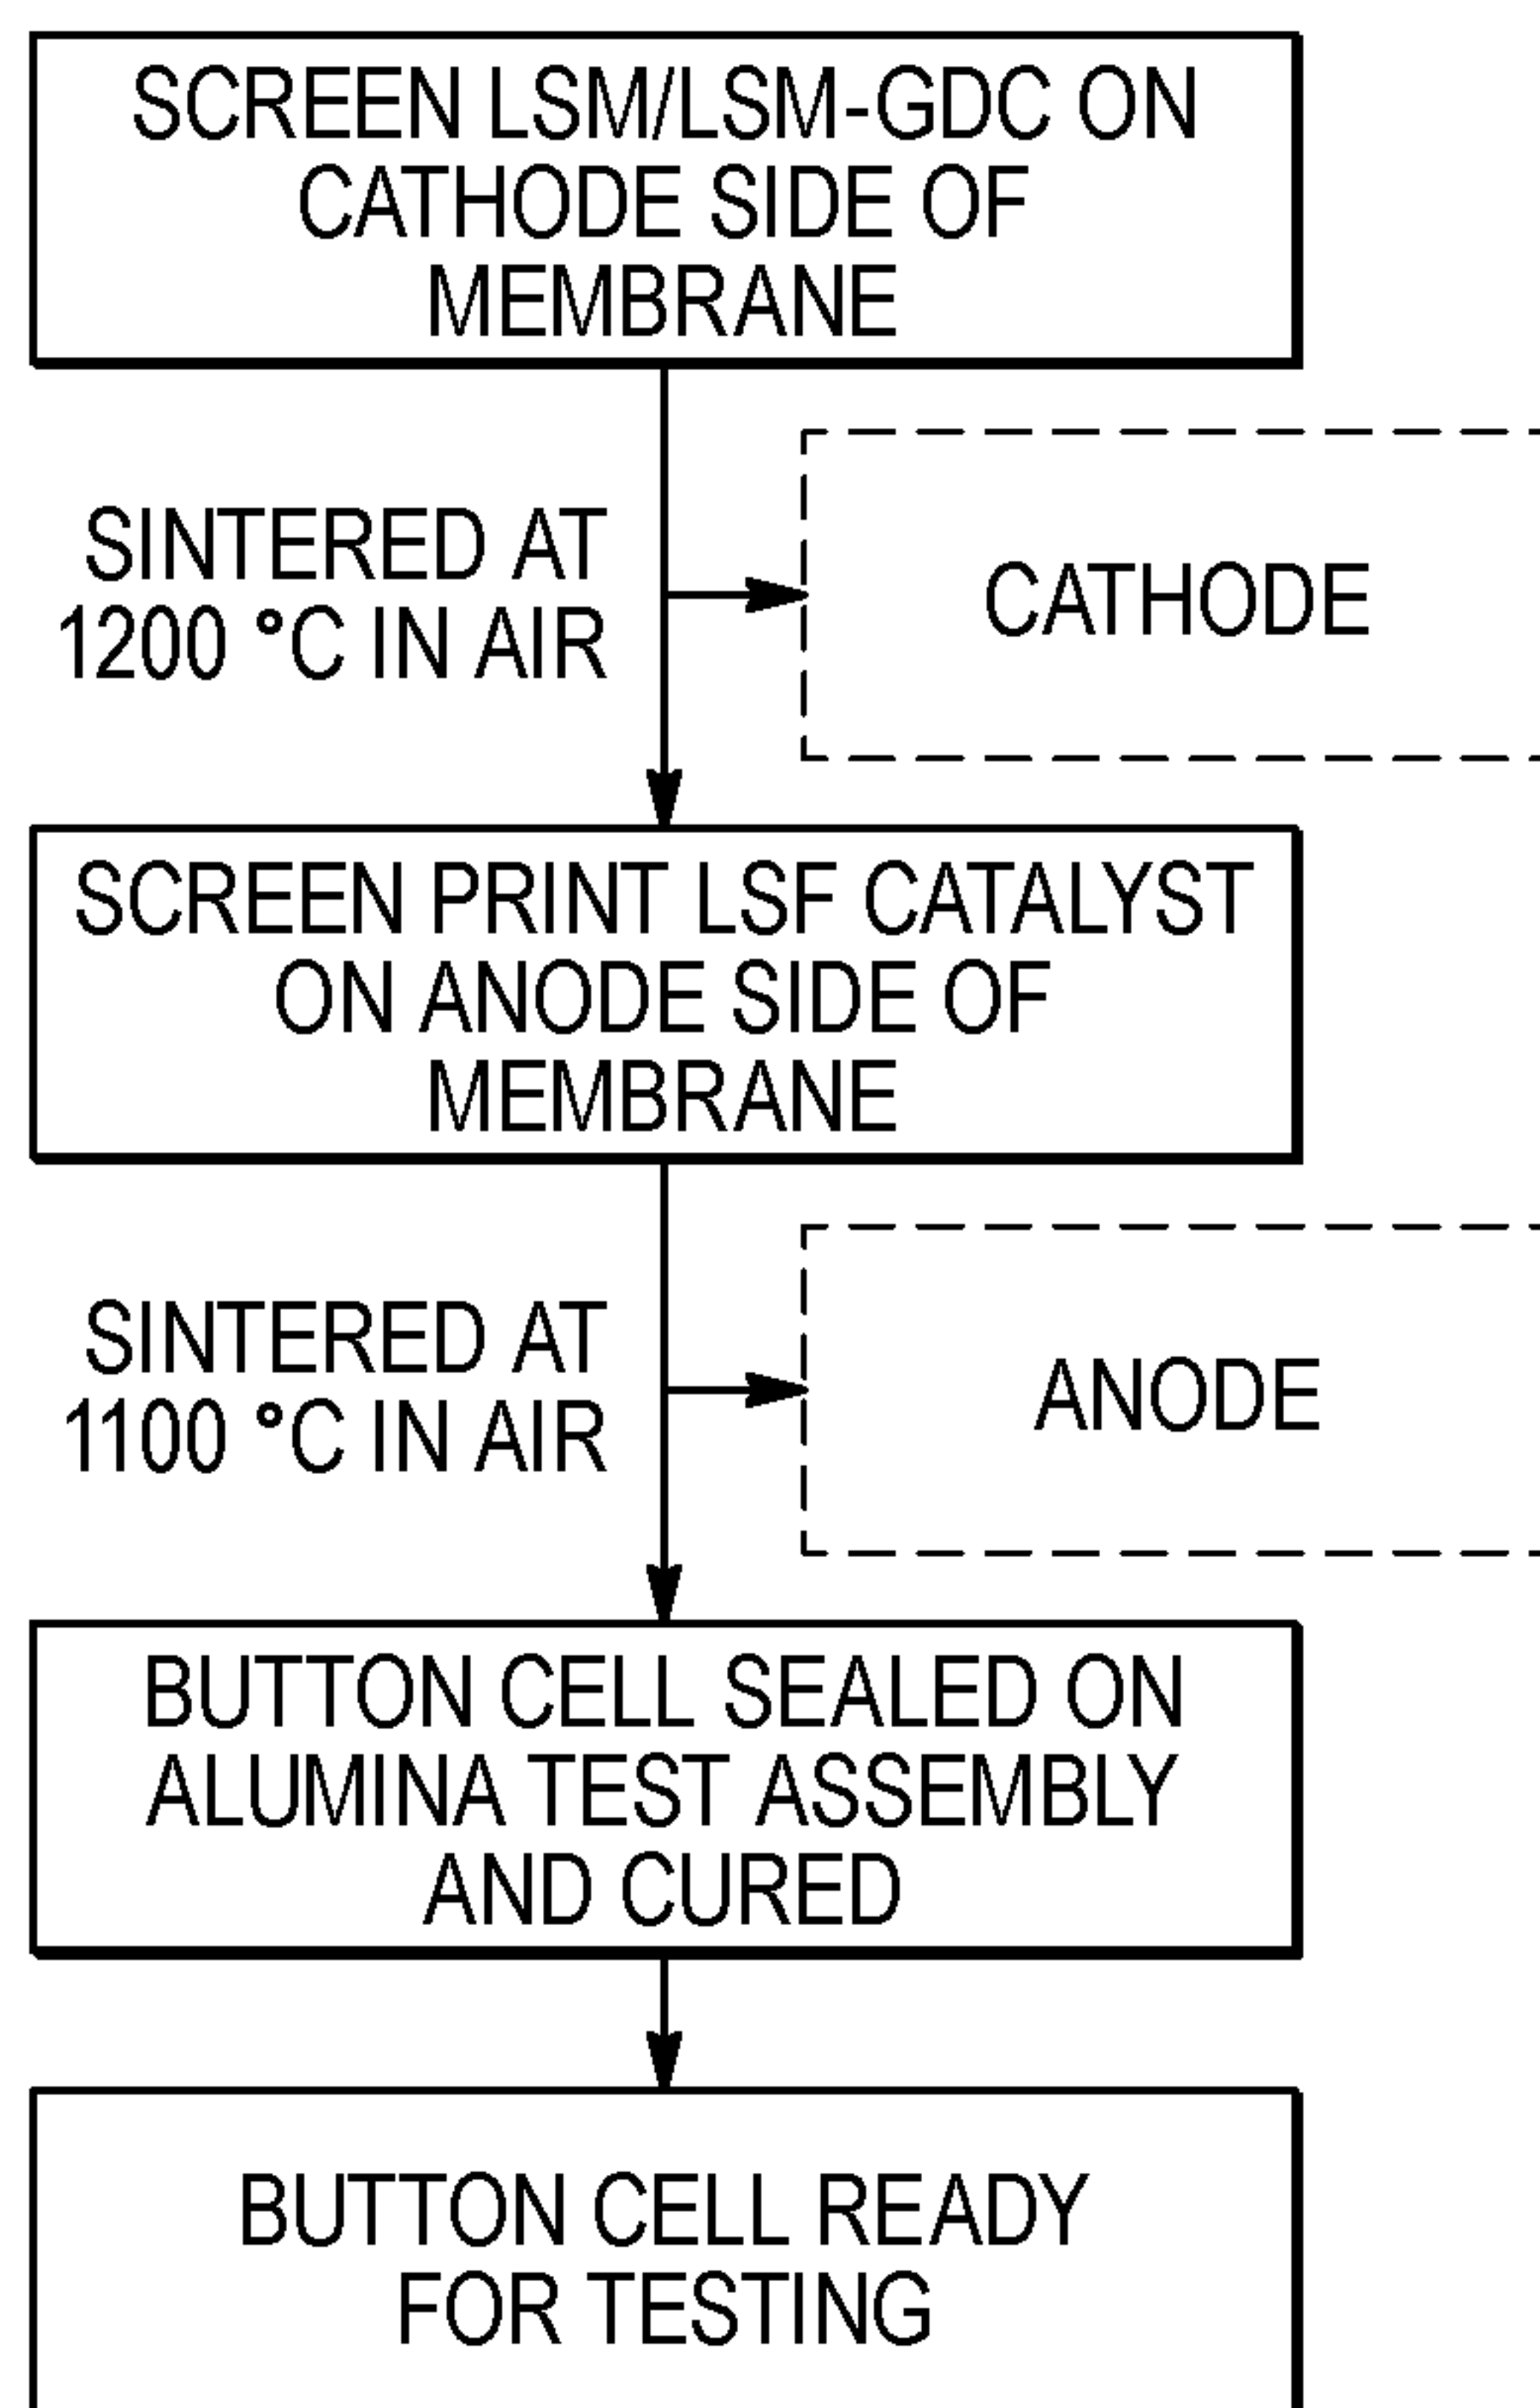 SCREEN LSM/LSM-GDC ON
CATHODE SIDE OF
MEMBRANE
SINTERED AT
1200 °C IN AIR
CATHODE
SCREEN PRINT LSF CATALYST
ON ANODE SIDE OF
MEMBRANE
SINTERED AT
1100 °C IN AIR
ANODE
BUTTON CELL SEALED ON
ALUMINA TEST ASSEMBLY
AND CURED
BUTTON CELL READY
FOR TESTING